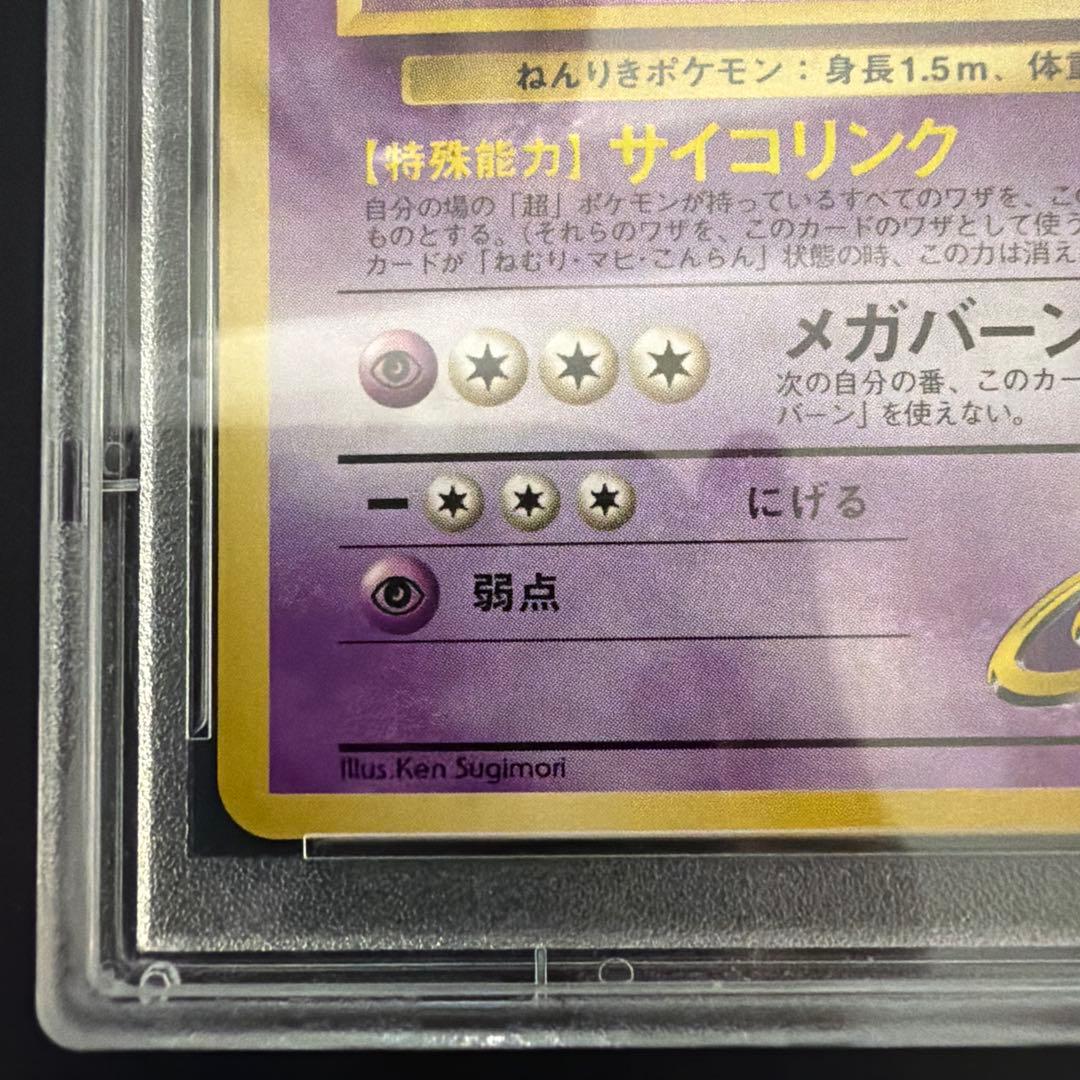 ねんりきポケモン：身長1.5m、体重
【特殊能力】サイコリンク
自分の場の「超」ポケモンが持っているすべてのワザを、この
ものとする。（それらのワザを、このカードのワザとして使う
カードが「ねむり・マヒ・こんらん」状態の時、この力は消え
メガバーン
次の自分の番、このカー
バーン」を使えない。
ー にげる
弱点
Illus.Ken Sugimori